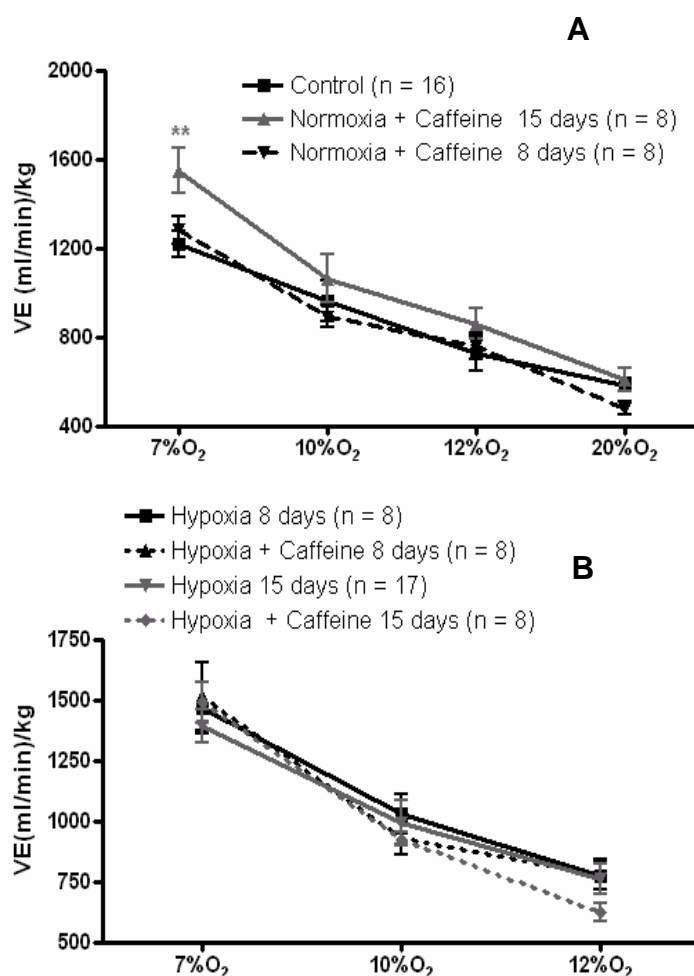 A
2000
1600
1200
800
400
VE (ml/min)/kg
Control (n = 16)
Normoxia + Caffeine 15 days (n = 8)
Normoxia + Caffeine 8 days (n = 8)
**
7%O₂ 10%O₂ 12%O₂ 20%O₂
Hypoxia 8 days (n = 8)
Hypoxia + Caffeine 8 days (n = 8)
Hypoxia 15 days (n = 17)
Hypoxia + Caffeine 15 days (n = 8)
B
1750
1500
1250
1000
750
500
VE(ml/min)/kg
7%O₂ 10%O₂ 12%O₂